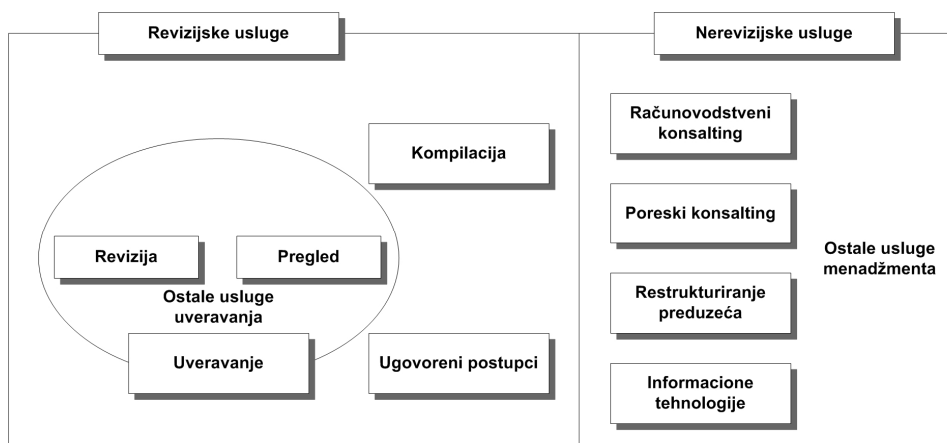 Revizijske usluge
Nerevizijske usluge
Kompilacija
Revizija
Pregled
Ostale usluge
uveravanja
Uveravanje
Ugovoreni postupci
Računovodstveni
konsalting
Poreski konsalting
Restrukturiranje
preduzeća
Informacione
tehnologije
Ostale usluge
menadžmenta